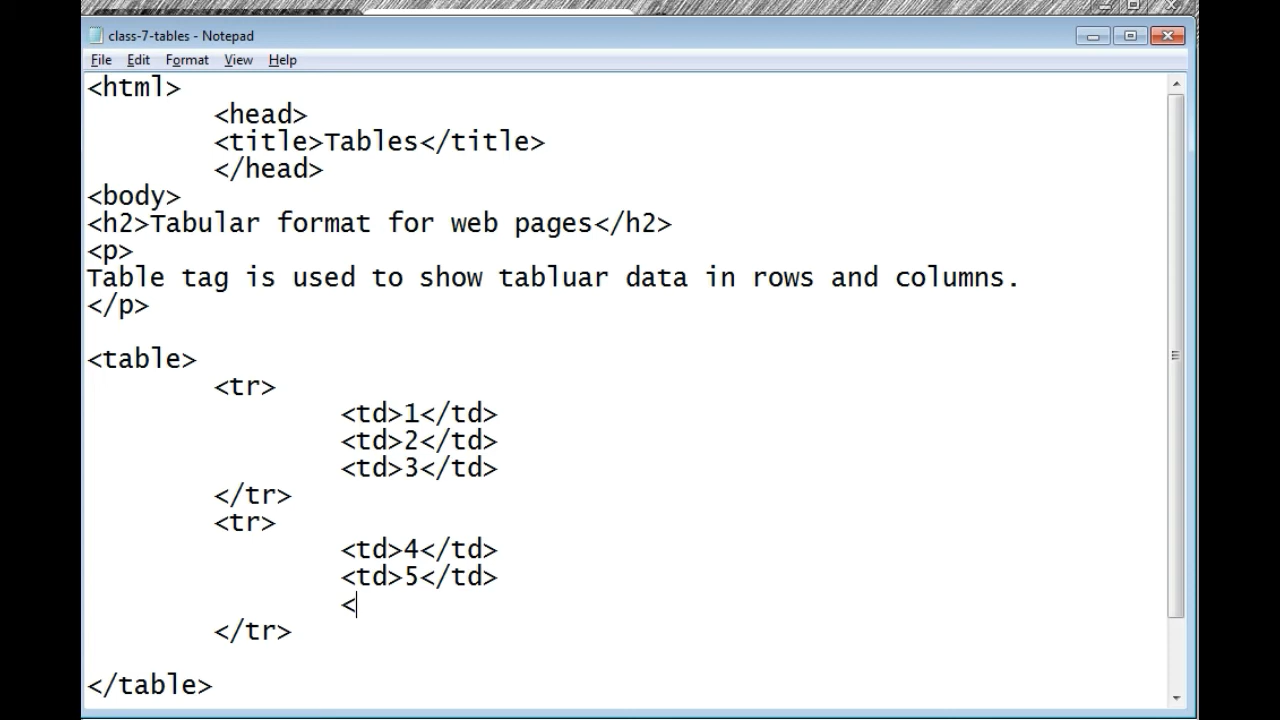 class-7-tables - Notepad
File Edit Format View Help
<html>
<head>
<title>Tables</title>
</head>
<body>
<h2>Tabular format for web pages</h2>
<p>
Table tag is used to show tabluar data in rows and columns.
</p>
<table>
<tr>
<td>1</td>
<td>2</td>
<td>3</td>
</tr>
<tr>
<td>4</td>
<td>5</td>
<
</tr>
</table>